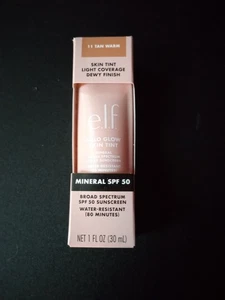 11 TAN WARM
SKIN TINT
LIGHT COVERAGE
DEWY FINISH
e.l.f.
GLOW
SKIN TINT
MINERAL SPF 50
BROAD SPECTRUM
SPF 50 SUNSCREEN
WATER-RESISTANT
(80 MINUTES)
NET 1 FL OZ (30 mL)